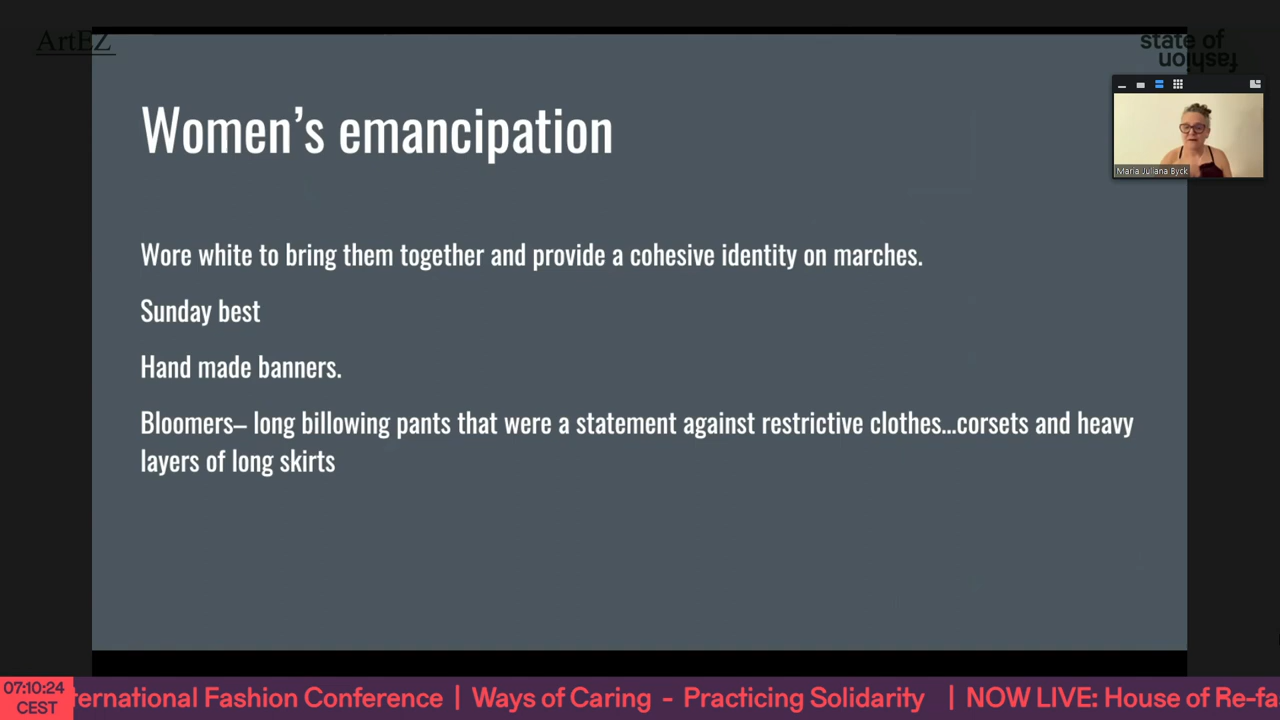 ArtEZ
state of
fashion
Maria Juliana Byck
Women’s emancipation
Wore white to bring them together and provide a cohesive identity on marches.
Sunday best
Hand made banners.
Bloomers– long billowing pants that were a statement against restrictive clothes...corsets and heavy
layers of long skirts
07:10:24
CEST
ternational Fashion Conference | Ways of Caring - Practicing Solidarity | NOW LIVE: House of Re-fa